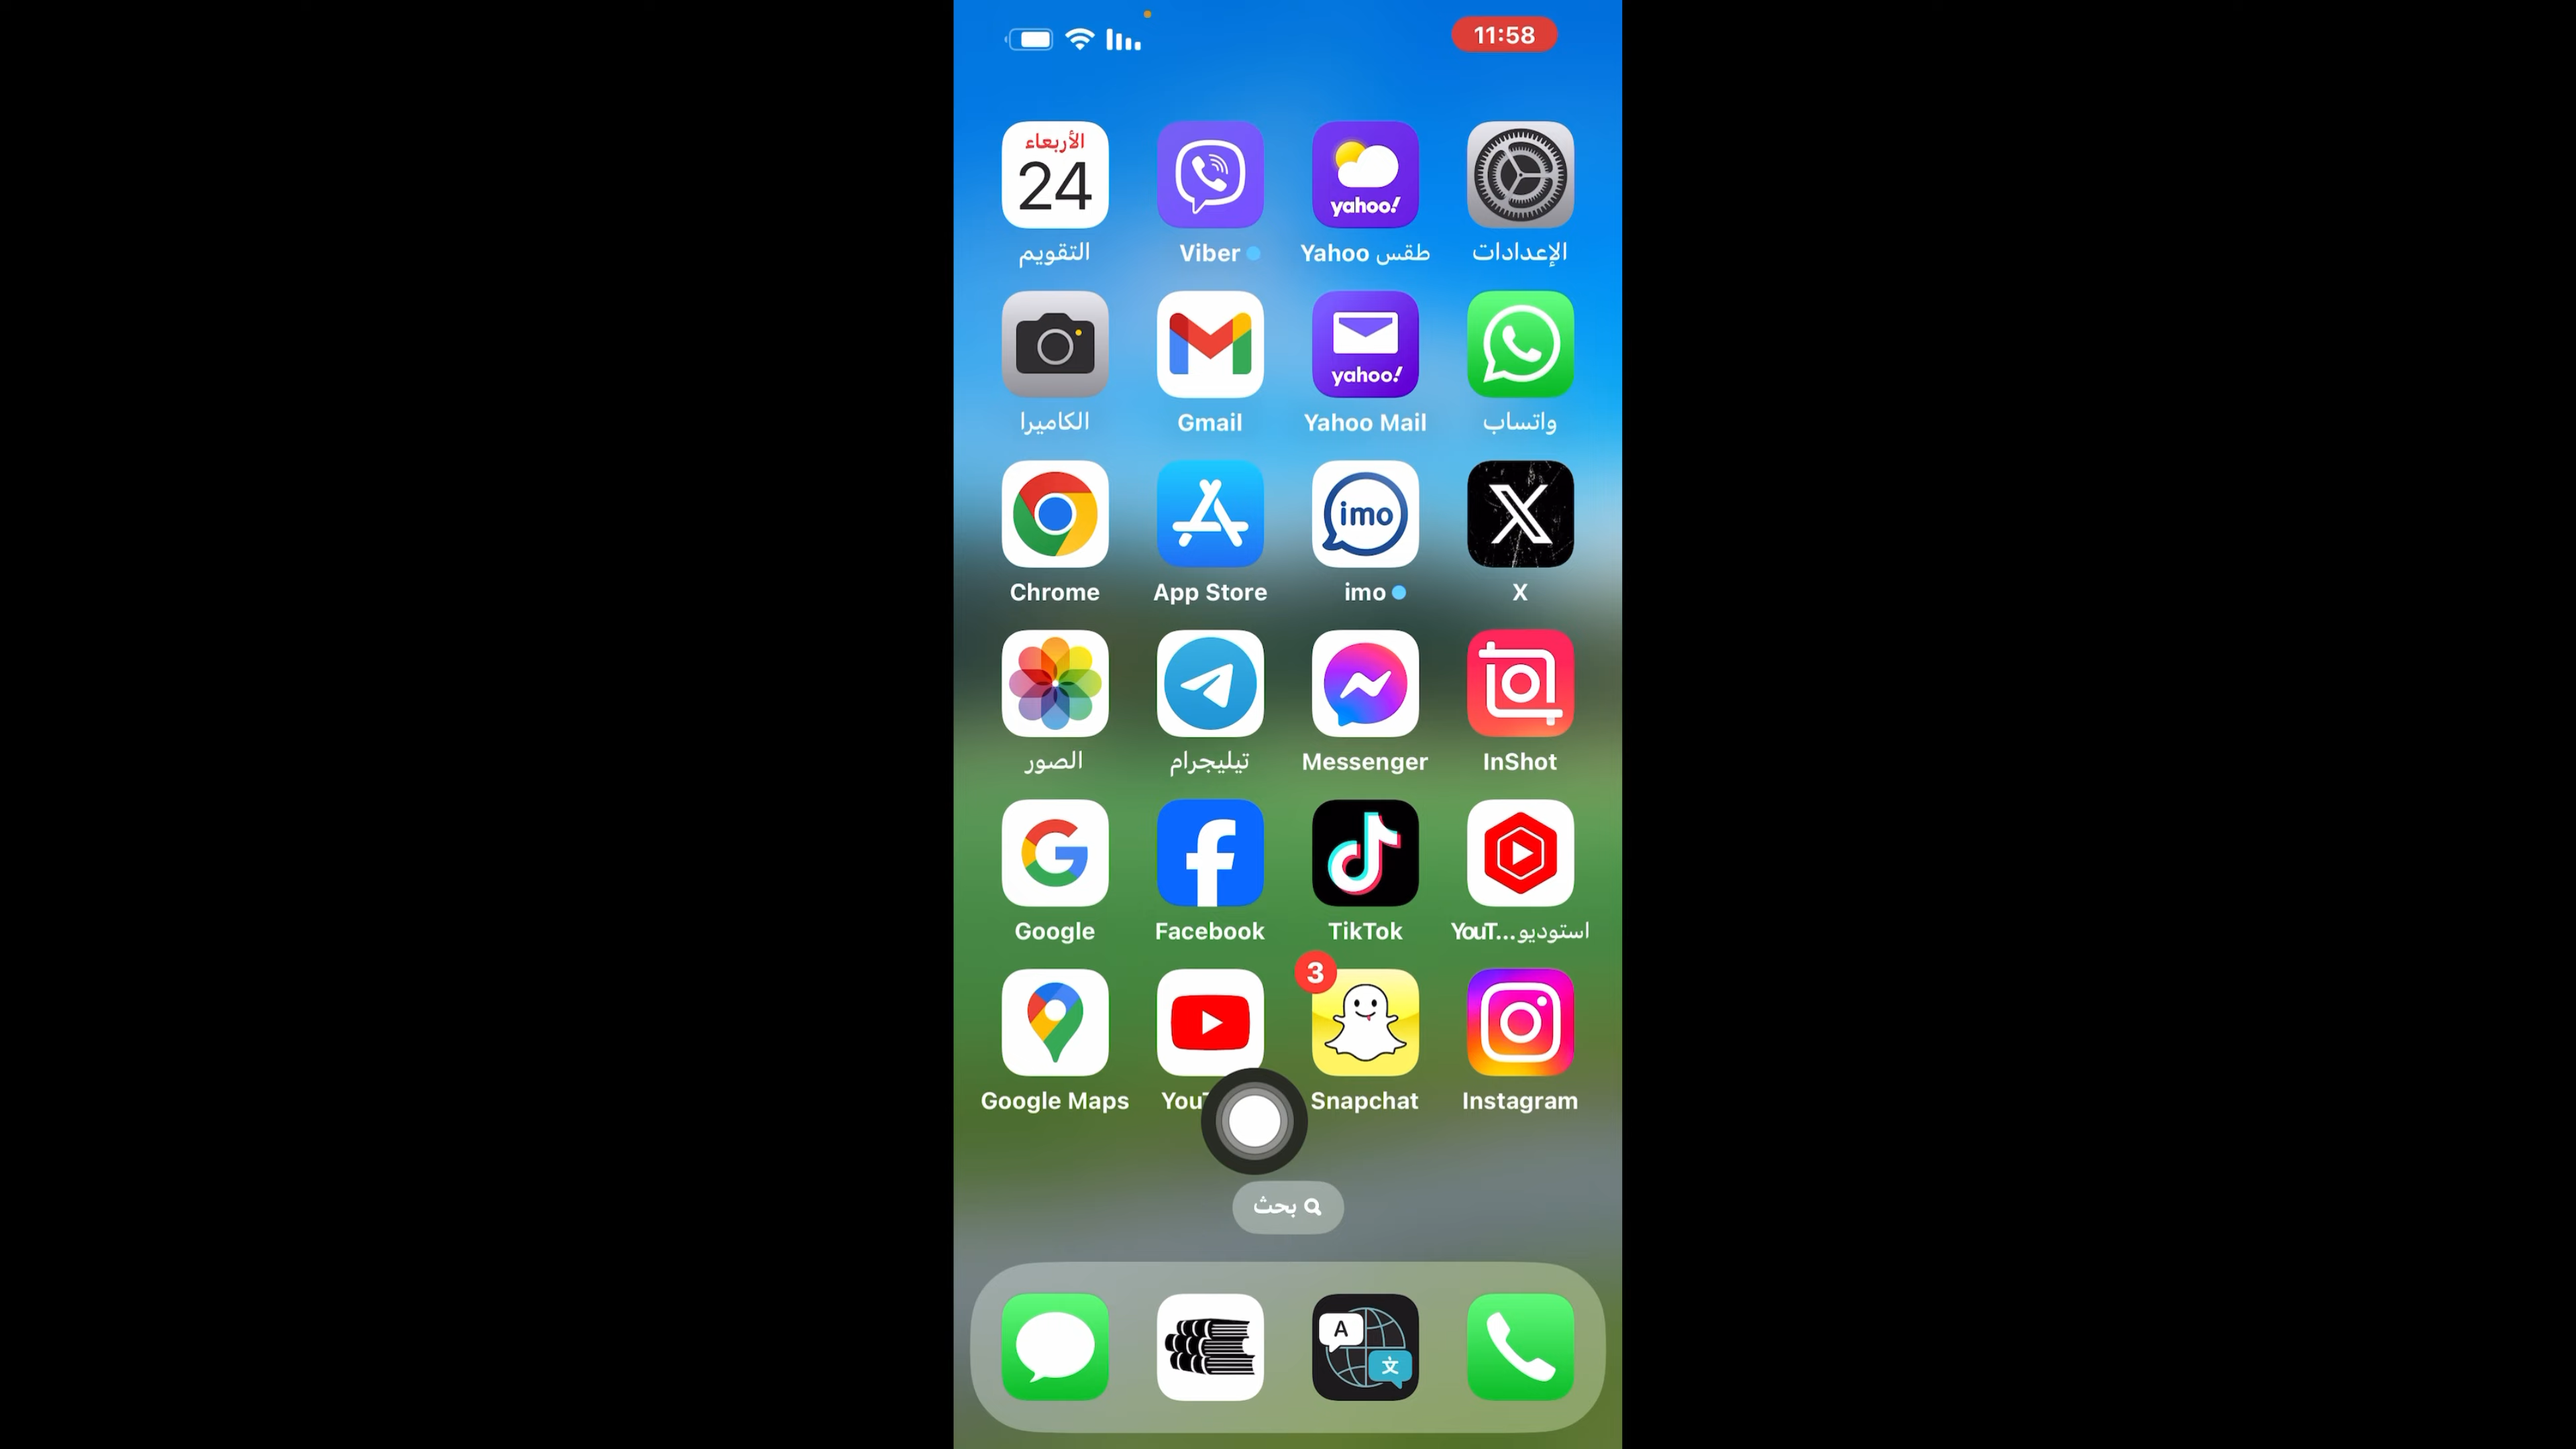 11:58
الأربعاء
24
yahoo!
التقويم
Viber
طقس Yahoo
الإعدادات
yahoo!
الكاميرا
Gmail
Yahoo Mail
واتساب
imo
X
Chrome
App Store
imo
X
الصور
تيليجرام
Messenger
InShot
Google
Facebook
TikTok
استوديو YouT...
3
Google Maps
Snapchat
Instagram
بحث
A
文